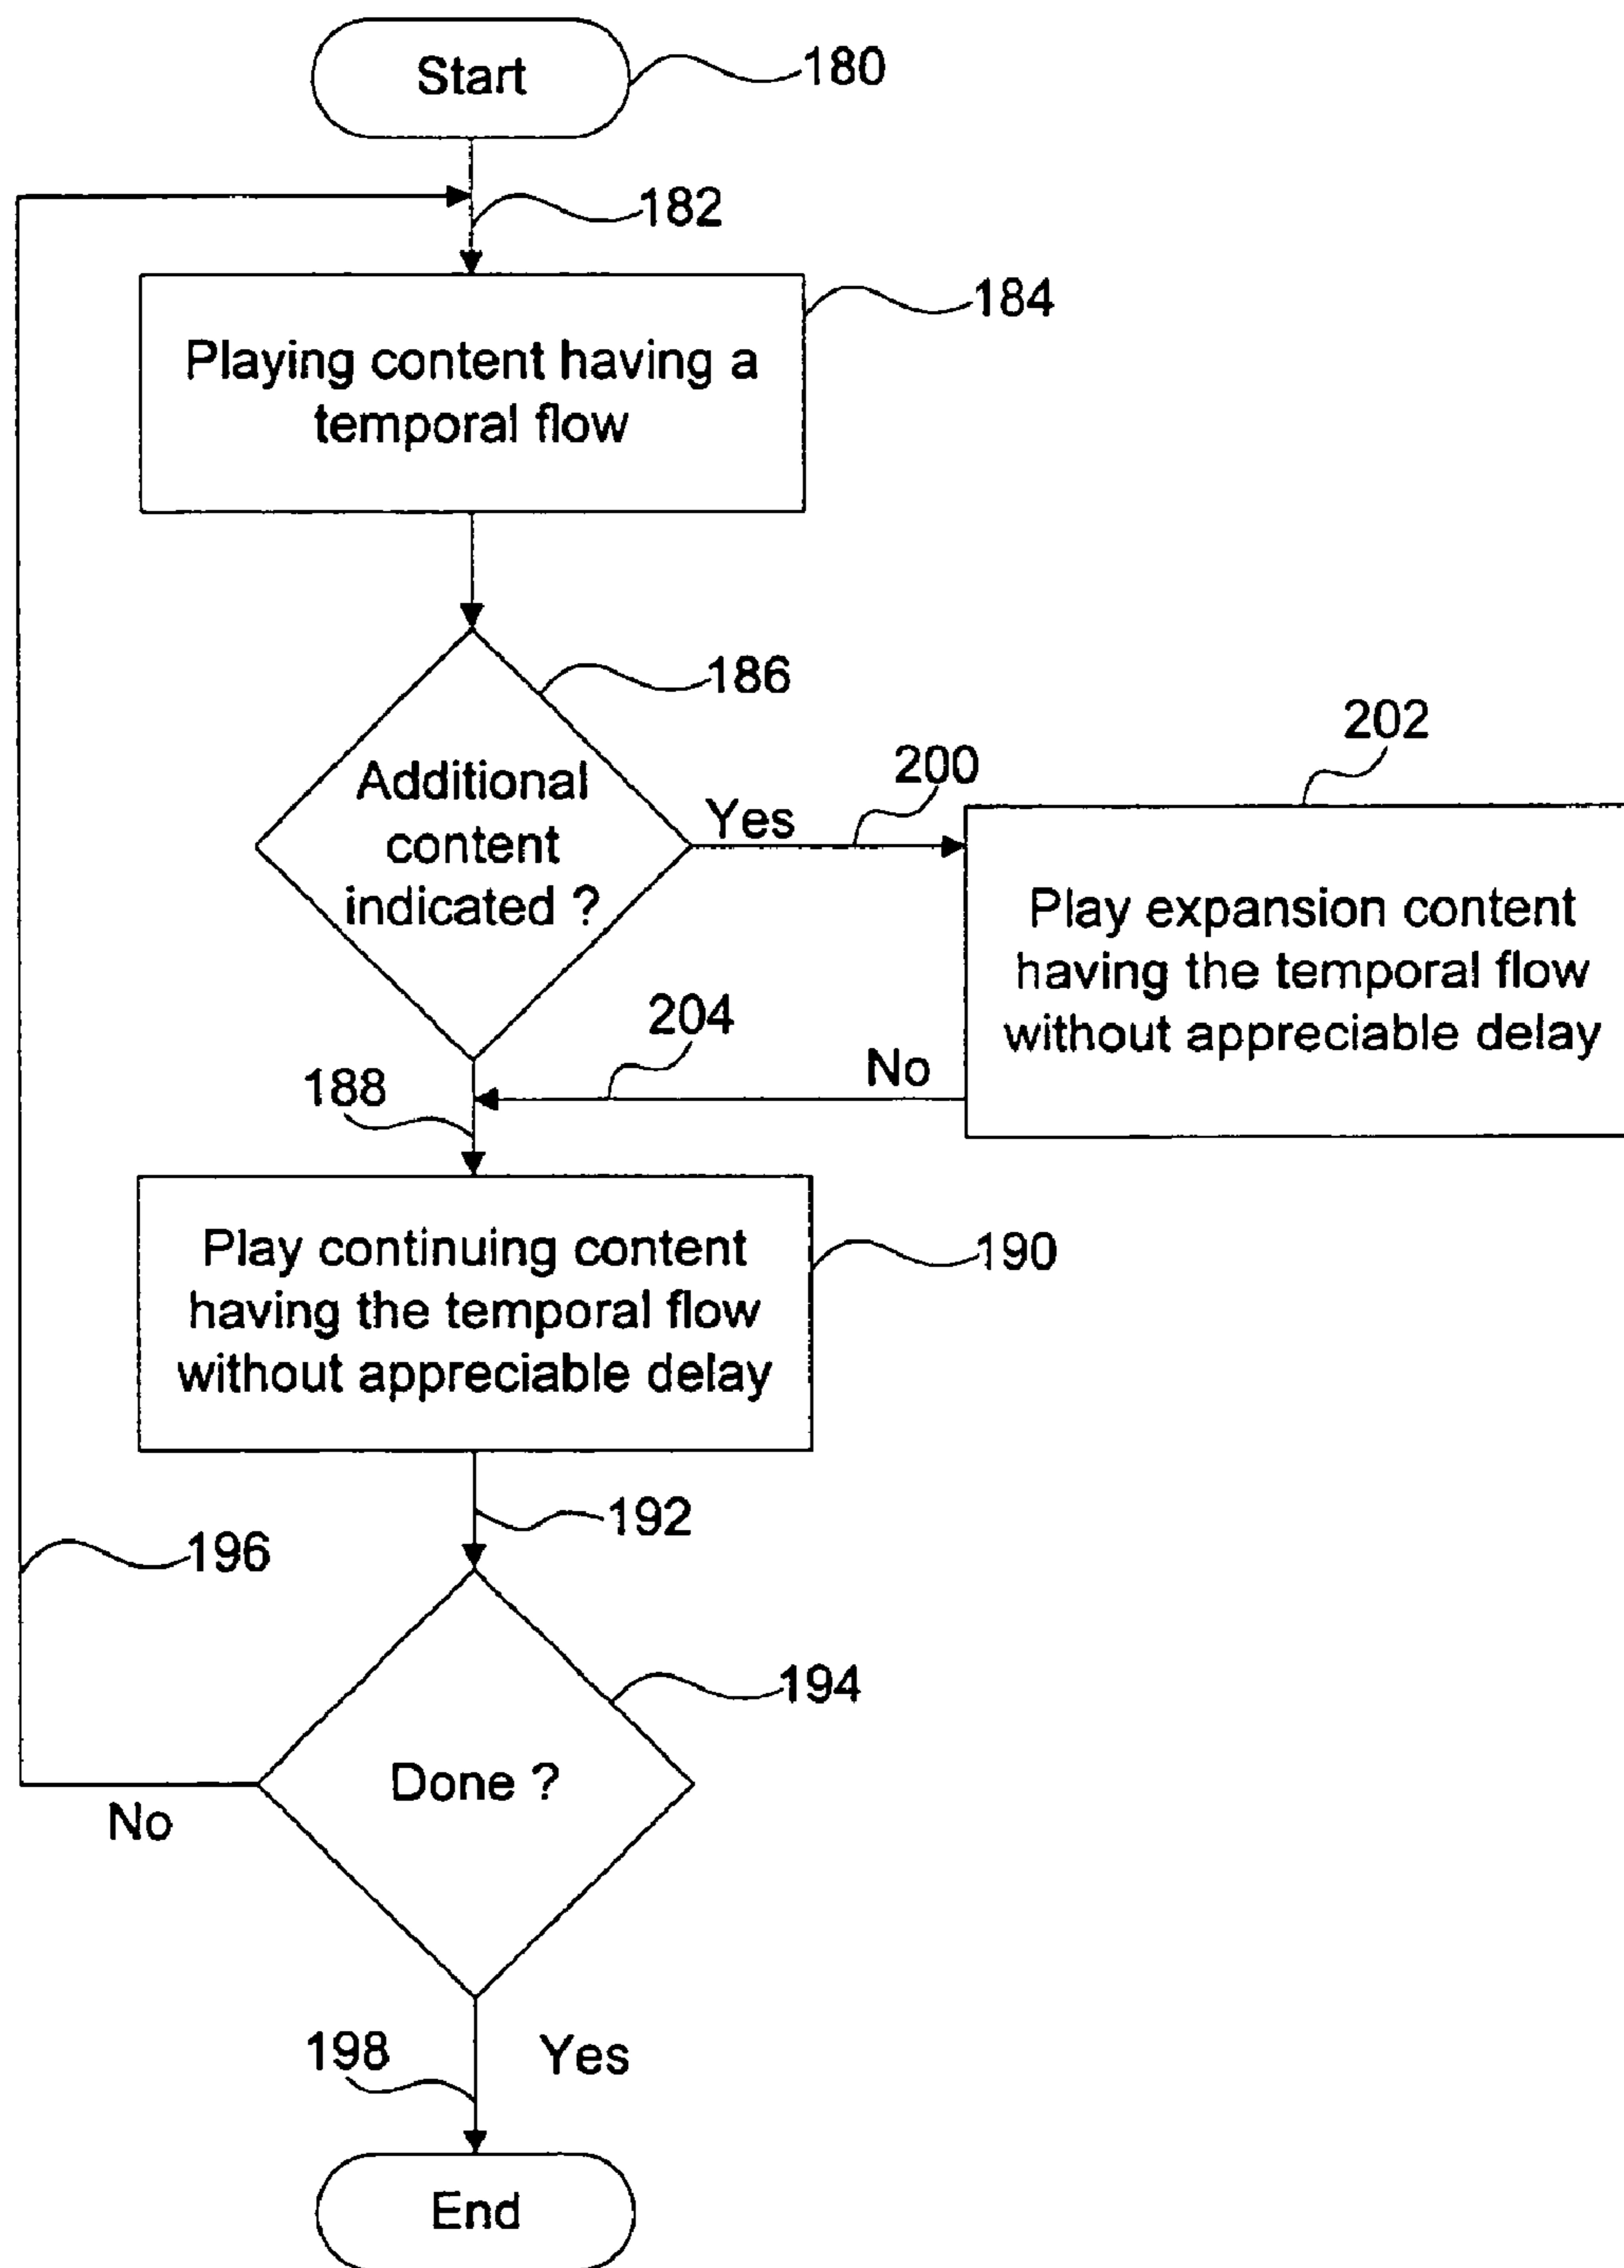 Start
180
182
184
Playing content having a
temporal flow
186
Additional
content
indicated ?
Yes
200
202
Play expansion content
having the temporal flow
without appreciable delay
204
No
188
Play continuing content
having the temporal flow
without appreciable delay
190
192
196
194
Done ?
No
198
Yes
End